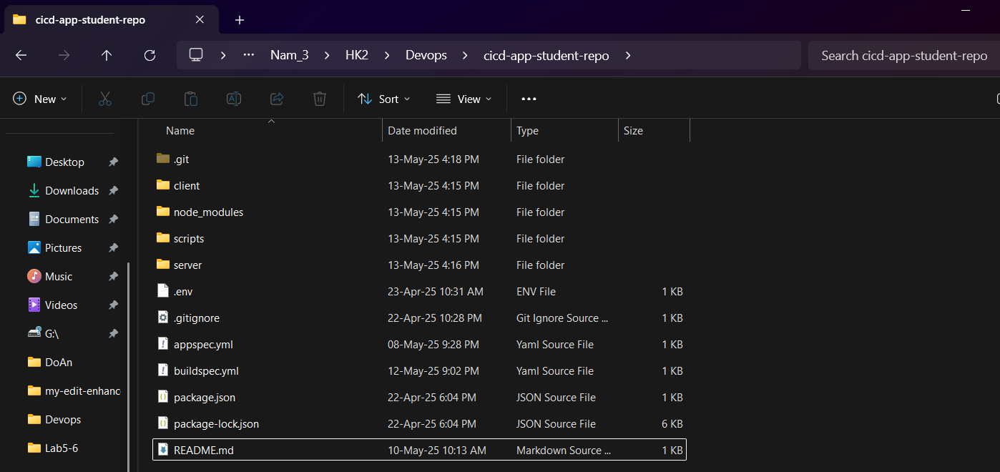 cicd-app-student-repo
Nam_3 HK2 Devops cicd-app-student-repo
Search cicd-app-student-repo
New Sort View
Name Date modified Type Size
Desktop
Downloads
Documents
Pictures
Music
Videos
G:\
DoAn
my-edit-enhanc
Devops
Lab5-6
.git 13-May-25 4:18 PM File folder
client 13-May-25 4:15 PM File folder
node_modules 13-May-25 4:15 PM File folder
scripts 13-May-25 4:15 PM File folder
server 13-May-25 4:16 PM File folder
.env 23-Apr-25 10:31 AM ENV File 1 KB
.gitignore 22-Apr-25 10:28 PM Git Ignore Source ... 1 KB
appspec.yml 08-May-25 9:28 PM Yaml Source File 1 KB
buildspec.yml 12-May-25 9:02 PM Yaml Source File 1 KB
package.json 22-Apr-25 6:04 PM JSON Source File 1 KB
package-lock.json 22-Apr-25 6:04 PM JSON Source File 6 KB
README.md 10-May-25 10:13 AM Markdown Source ... 1 KB